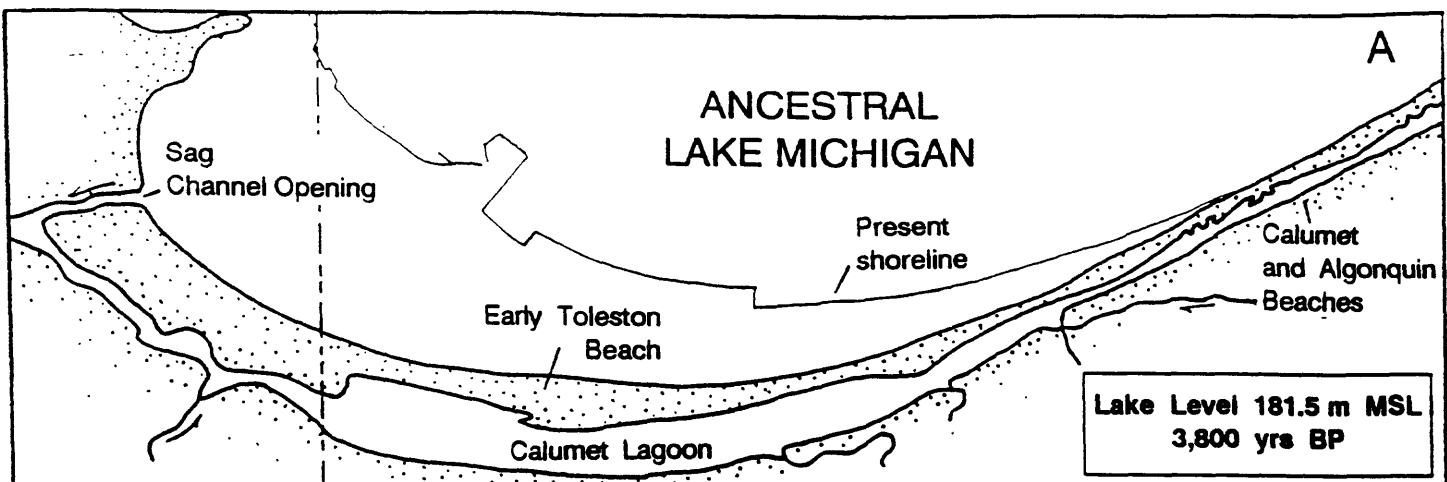 A
ANCESTRAL
LAKE MICHIGAN
Sag
Channel Opening
Present
shoreline
Calumet
and Algonquin
Beaches
Early Toleston
Beach
Calumet Lagoon
Lake Level 181.5 m MSL
3,800 yrs BP